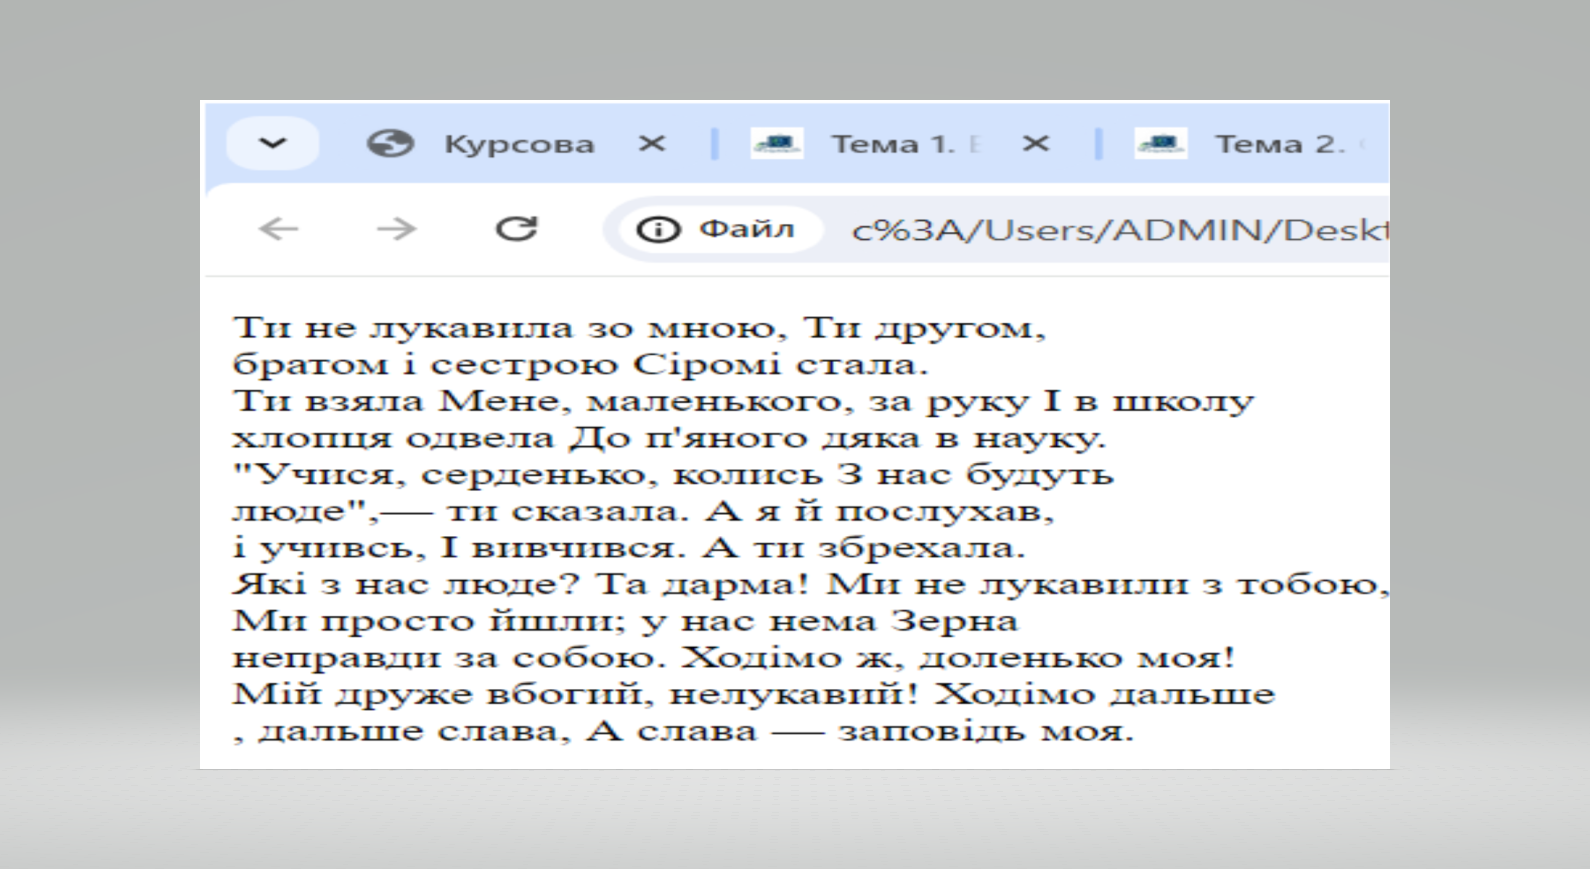 Курсова
Тема 1.
Тема 2.
Файл c%3A/Users/ADMIN/Deskt
Ти не лукавила зо мною, Ти другом,
братом і сестрою Сіромі стала.
Ти взяла Мене, маленького, за руку І в школу
хлопця одвела До п'яного дяка в науку.
"Учися, серденько, колись З нас будуть
люде",— ти сказала. А я й послухав,
і учивсь, І вивчився. А ти збрехала.
Які з нас люде? Та дарма! Ми не лукавили з тобою,
Ми просто йшли; у нас нема Зерна
неправди за собою. Ходімо ж, доленько моя!
Мій друже вбогий, нелукавий! Ходімо дальше
, дальше слава, А слава — заповідь моя.